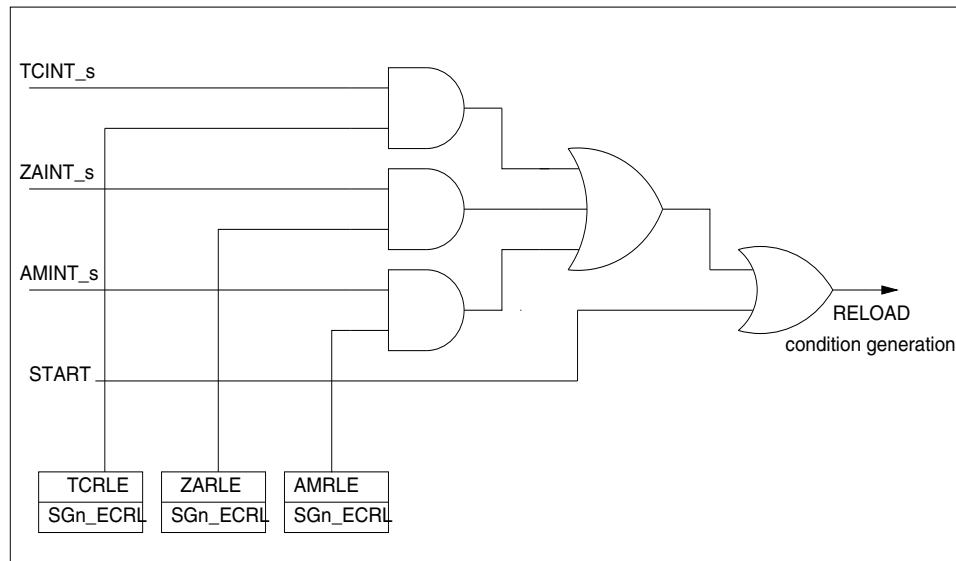 TCINT_s
ZAINT_s
AMINT_s
RELOAD
condition generation
START
TCRLE
ZARLE
AMRLE
SGn_ECRL
SGn_ECRL
SGn_ECRL